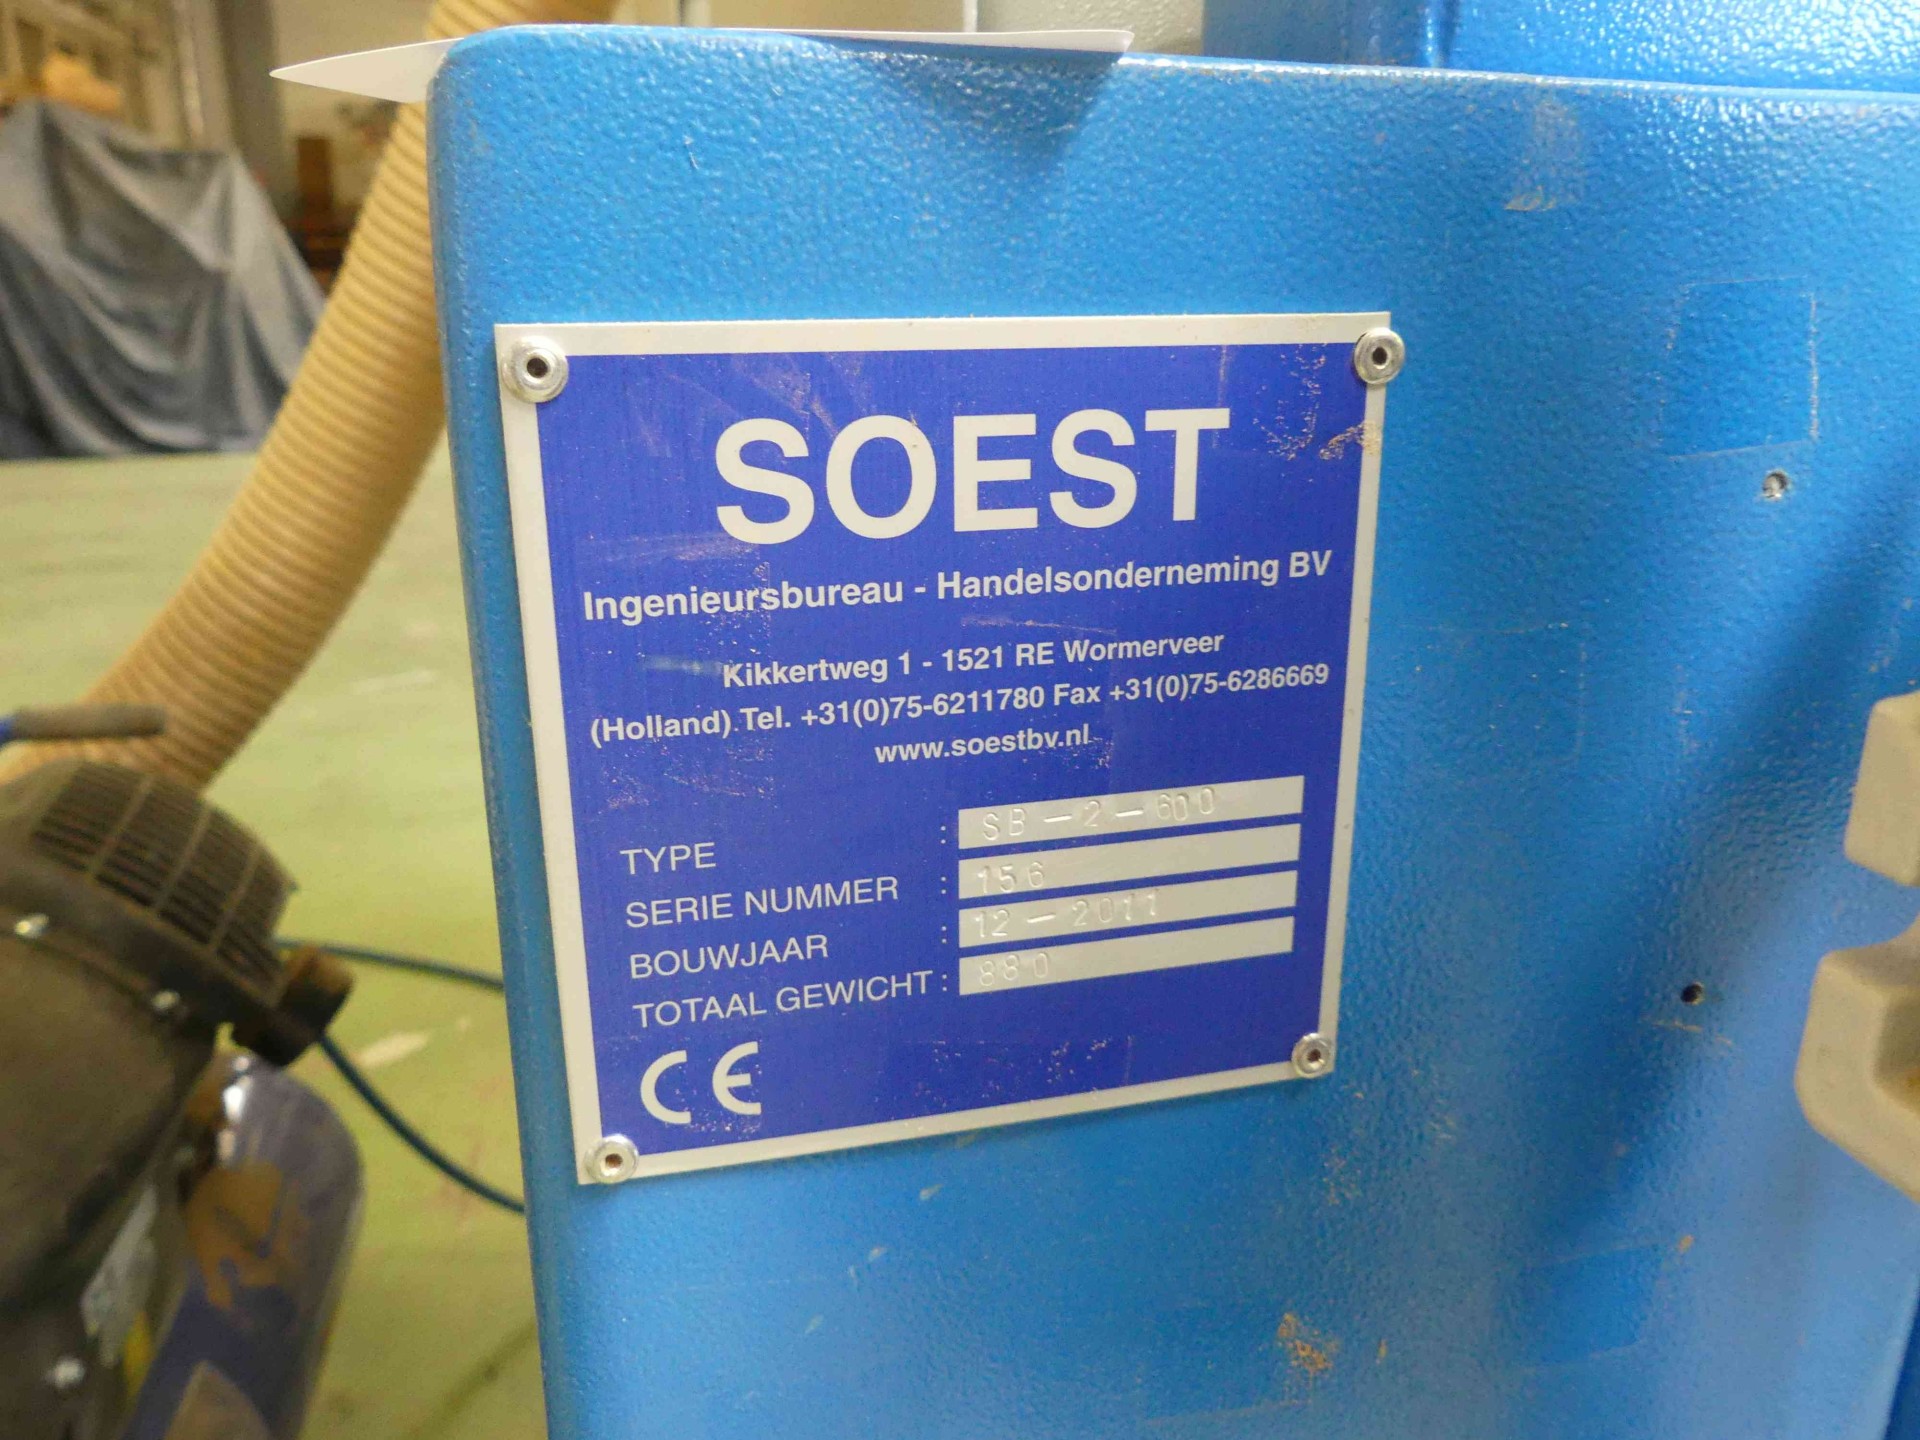 SOEST
Ingenieursbureau - Handelsonderneming BV
Kikkertweg 1 - 1521 RE Wormerveer
(Holland) Tel. +31(0)75-6211780 Fax +31(0)75-6286669
www.soestbv.nl
TYPE : SB-2-600
SERIE NUMMER : 156
BOUWJAAR : 12-2011
TOTAAL GEWICHT : 880
CE